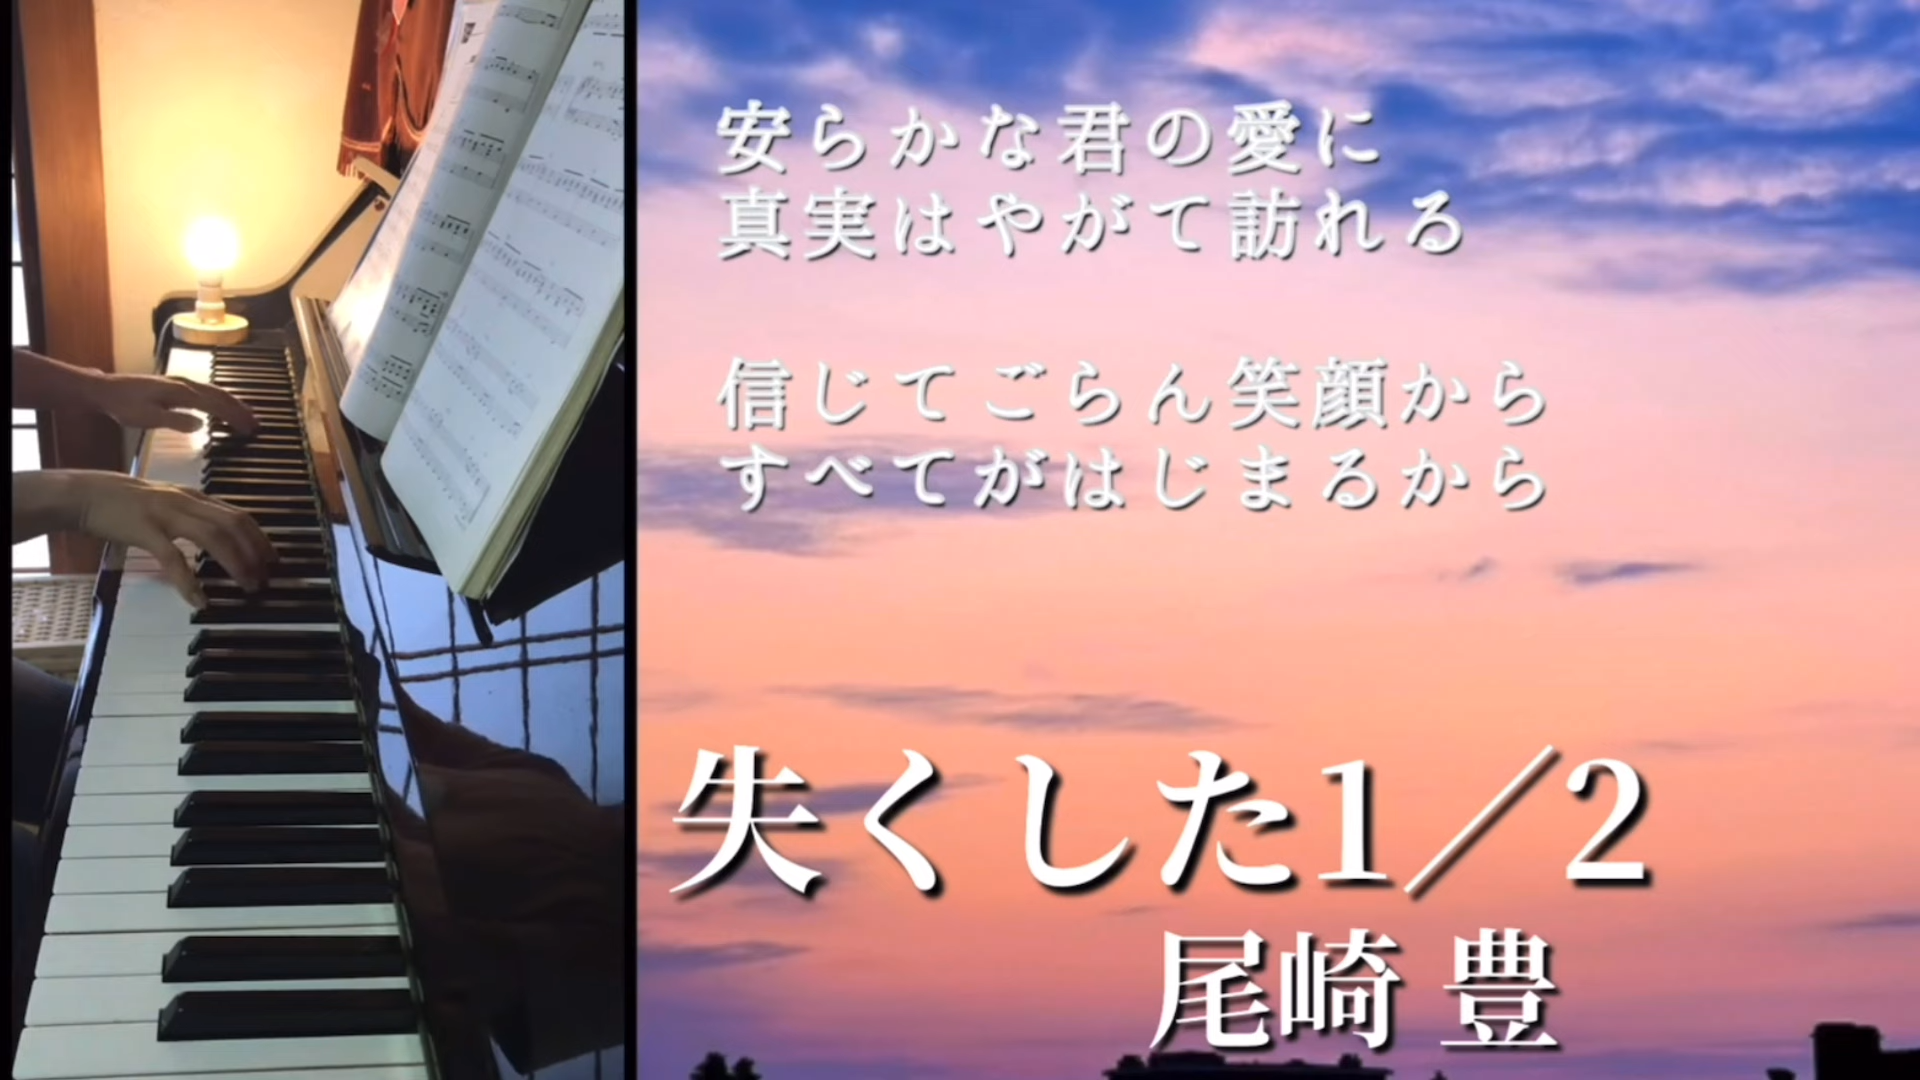 安らかな君の愛に
真実はやがて訪れる
信じてごらん笑顔から
すべてがはじまるから
失くした1／2
尾崎 豊